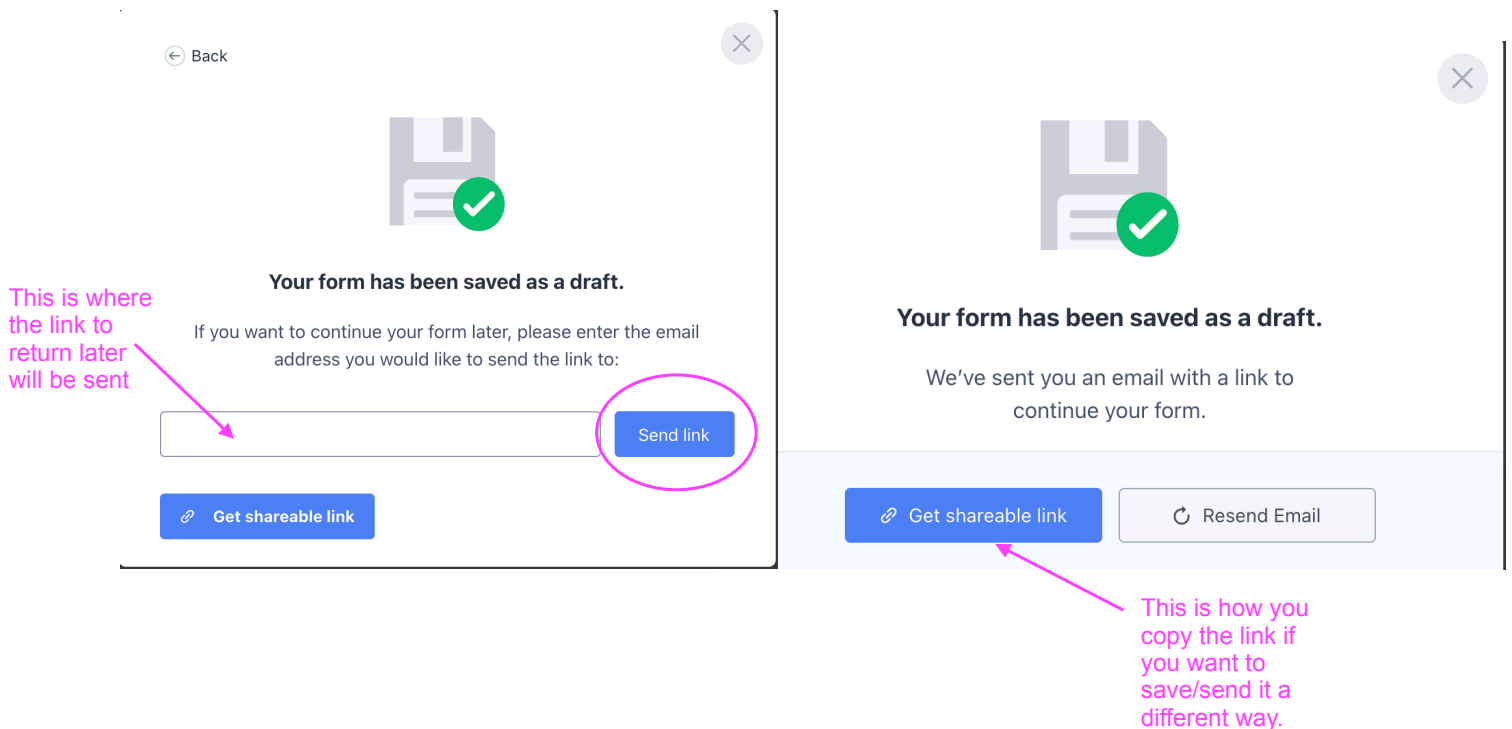 Back
Your form has been saved as a draft.
If you want to continue your form later, please enter the email
address you would like to send the link to:
This is where
the link to
return later
will be sent
Send link
Get shareable link
Your form has been saved as a draft.
We’ve sent you an email with a link to
continue your form.
Get shareable link
Resend Email
This is how you
copy the link if
you want to
save/send it a
different way.